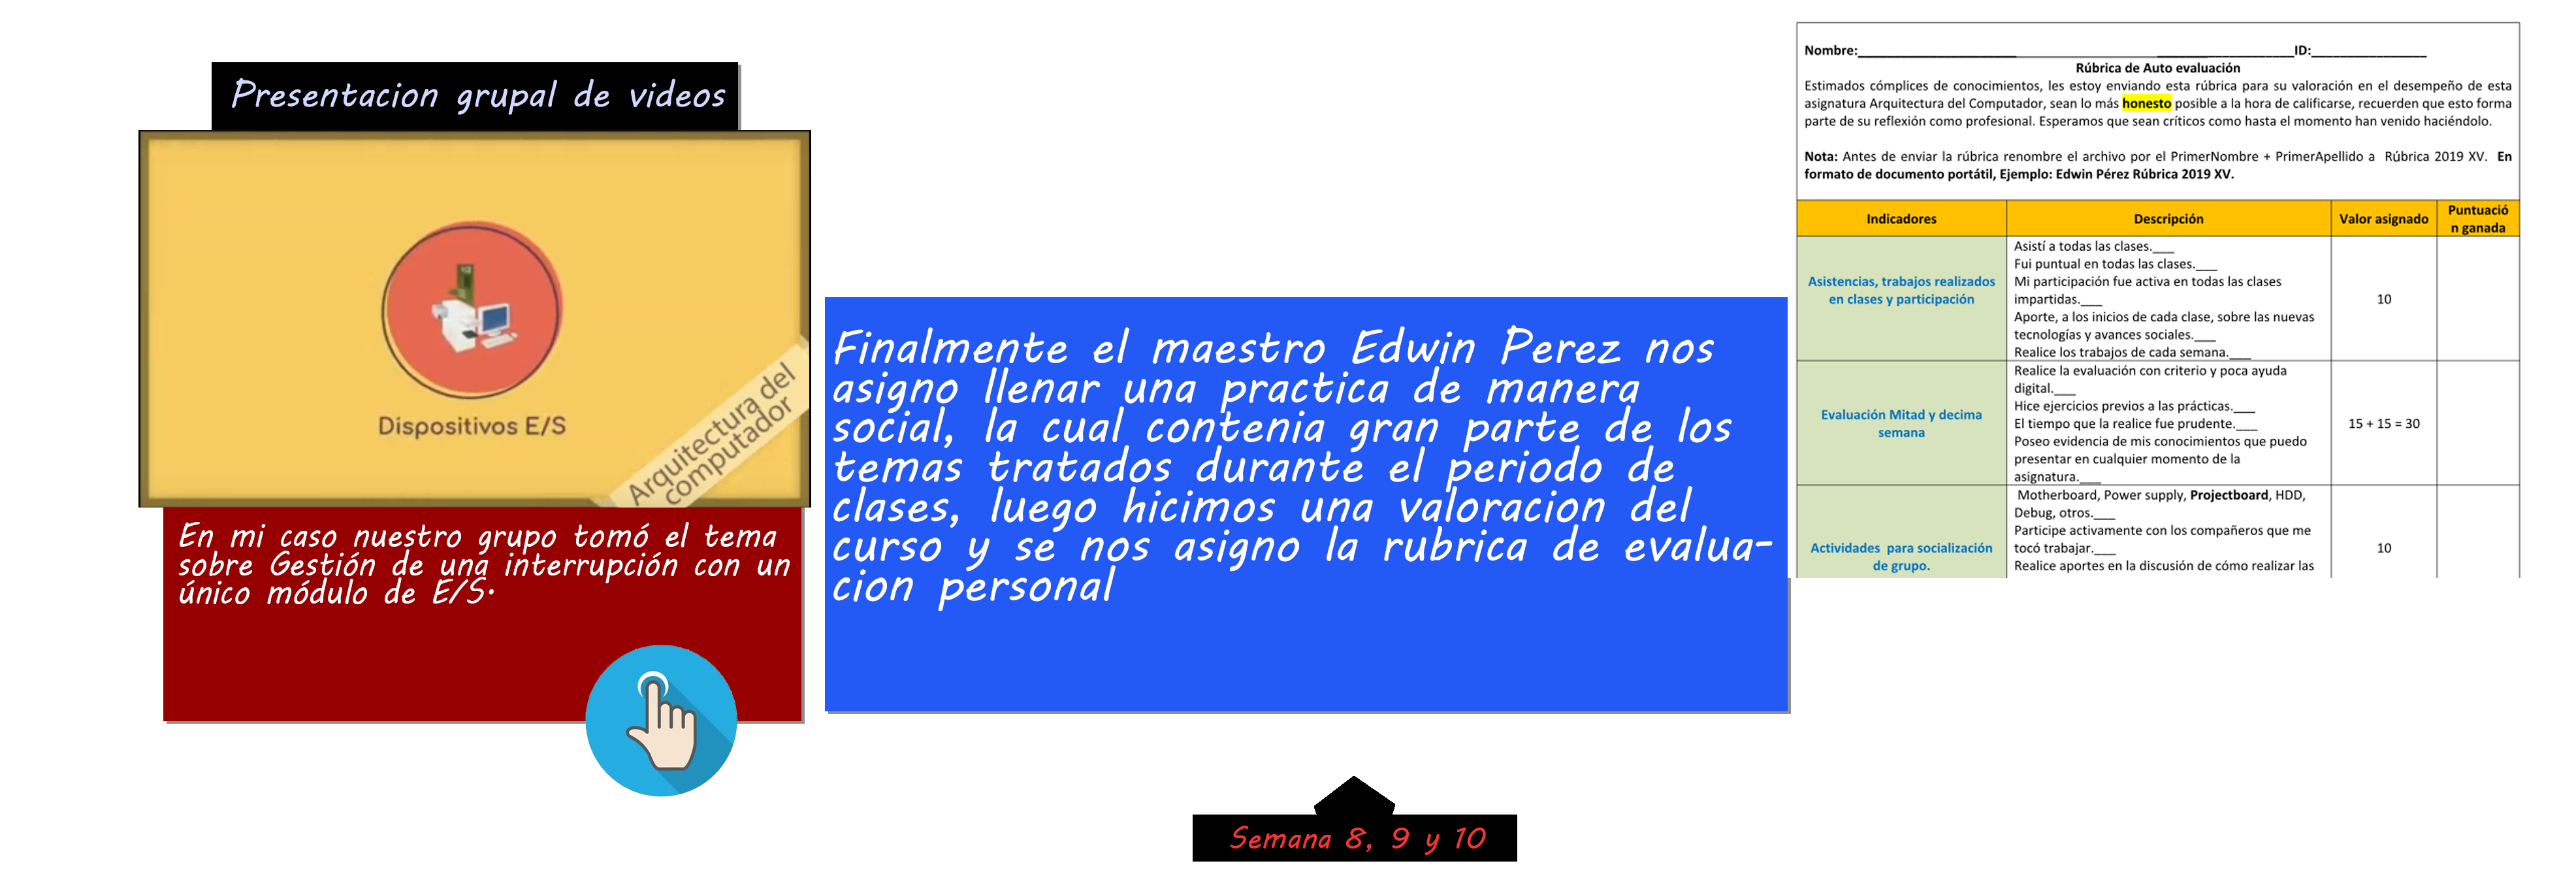 Presentacion grupal de videos
Dispositivos E/S
Arquitectura del
computador
En mi caso nuestro grupo tomó el tema
sobre Gestión de una interrupción con un
único módulo de E/S.
Finalmente el maestro Edwin Perez nos
asigno llenar una practica de manera
social, la cual contenia gran parte de los
temas tratados durante el periodo de
clases, luego hicimos una valoracion del
curso y se nos asigno la rubrica de evalua-
cion personal
Semana 8, 9 y 10
Nombre:______________________________________________________ID:______________
Rúbrica de Auto evaluación
Estimados cómplices de conocimientos, les estoy enviando esta rúbrica para su valoración en el desempeño de esta
asignatura Arquitectura del Computador, sean lo más honesto posible a la hora de calificarse, recuerden que esto forma
parte de su reflexión como profesional. Esperamos que sean críticos como hasta el momento han venido haciéndolo.
Nota: Antes de enviar la rúbrica renombre el archivo por el PrimerNombre + PrimerApellido a Rúbrica 2019 XV. En
formato de documento portátil, Ejemplo: Edwin Pérez Rúbrica 2019 XV.
Indicadores
Descripción
Valor asignado
Puntuació
n ganada
Asistencias, trabajos realizados
en clases y participación
Asistí a todas las clases.___
Fui puntual en todas las clases.___
Mi participación fue activa en todas las clases
impartidas.___
Aporte, a los inicios de cada clase, sobre las nuevas
tecnologías y avances sociales.___
Realice los trabajos de cada semana.___
10
Evaluación Mitad y decima
semana
Realice la evaluación con criterio y poca ayuda
digital.___
Hice ejercicios previos a las prácticas.___
El tiempo que la realice fue prudente.___
Poseo evidencia de mis conocimientos que puedo
presentar en cualquier momento de la
asignatura.___
15 + 15 = 30
Actividades para socialización
de grupo.
Motherboard, Power supply, Projectboard, HDD,
Debug, otros.___
Participe activamente con los compañeros que me
tocó trabajar.___
Realice aportes en la discusión de cómo realizar las
10